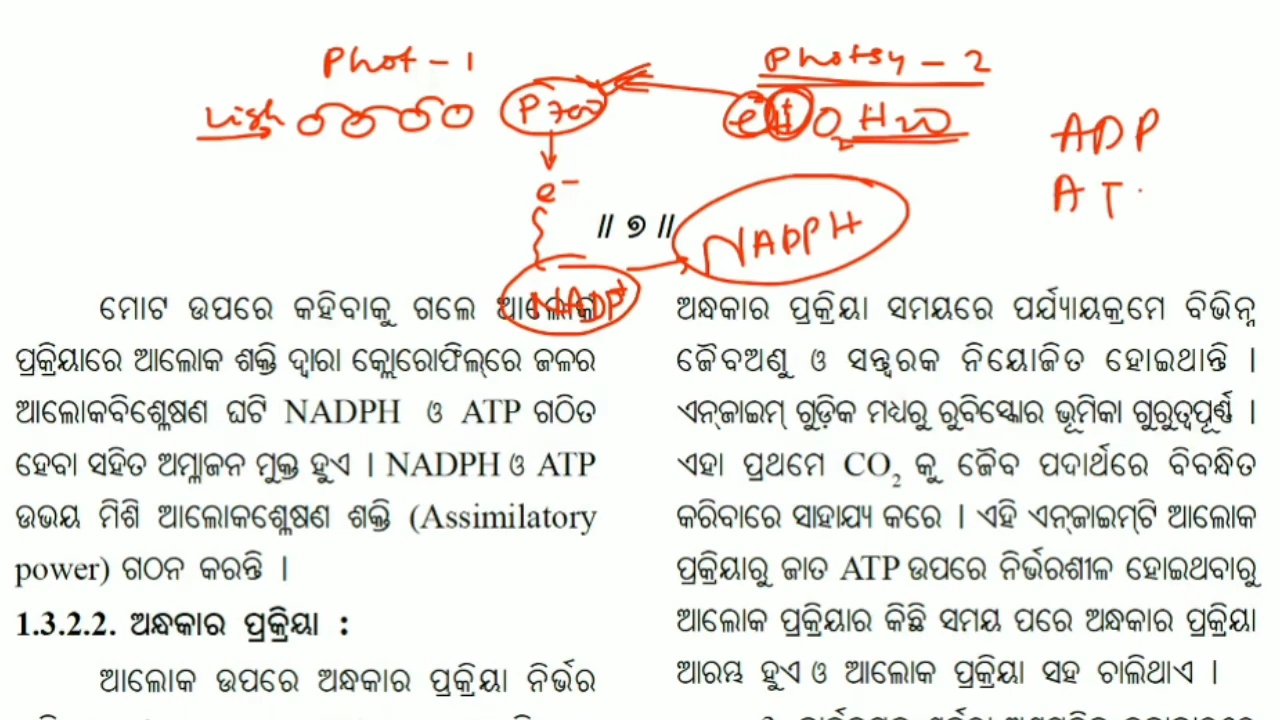 Phot - 1
Photsy - 2
Ligh
P700
e H+ O2 H2O
ADP
e-
AT
// ୭ //
NADPH
NADP+
ମୋଟ ଉପରେ କହିବାକୁ ଗଲେ ଆଲୋକ
ପ୍ରକ୍ରିୟାରେ ଆଲୋକ ଶକ୍ତି ଦ୍ୱାରା କ୍ଲୋରୋଫିଲ୍‌ରେ ଜଳର
ଆଲୋକବିଶ୍ଳେଷଣ ଘଟି NADPH ଓ ATP ଗଠିତ
ହେବା ସହିତ ଅମ୍ଳଜାନ ମୁକ୍ତ ହୁଏ । NADPH ଓ ATP
ଉଭୟ ମିଶି ଆଲୋକଶ୍ଳେଷଣ ଶକ୍ତି (Assimilatory
power) ଗଠନ କରନ୍ତି ।
1.3.2.2. ଅନ୍ଧକାର ପ୍ରକ୍ରିୟା :
ଆଲୋକ ଉପରେ ଅନ୍ଧକାର ପ୍ରକ୍ରିୟା ନିର୍ଭର
ଅନ୍ଧକାର ପ୍ରକ୍ରିୟା ସମୟରେ ପର୍ଯ୍ୟାୟକ୍ରମେ ବିଭିନ୍ନ
ଜୈବଅଣୁ ଓ ସନ୍ତ୍ୱରକ ନିୟୋଜିତ ହୋଇଥାନ୍ତି ।
ଏନ୍‌ଜାଇମ୍ ଗୁଡ଼ିକ ମଧ୍ୟରୁ ରୁବିସ୍କୋର ଭୂମିକା ଗୁରୁତ୍ୱପୂର୍ଣ୍ଣ ।
ଏହା ପ୍ରଥମେ CO2 କୁ ଜୈବ ପଦାର୍ଥରେ ବିବନ୍ଧିତ
କରିବାରେ ସାହାଯ୍ୟ କରେ । ଏହି ଏନ୍‌ଜାଇମ୍‌ଟି ଆଲୋକ
ପ୍ରକ୍ରିୟାରୁ ଜାତ ATP ଉପରେ ନିର୍ଭରଶୀଳ ହୋଇଥିବାରୁ
ଆଲୋକ ପ୍ରକ୍ରିୟାର କିଛି ସମୟ ପରେ ଅନ୍ଧକାର ପ୍ରକ୍ରିୟା
ଆରମ୍ଭ ହୁଏ ଓ ଆଲୋକ ପ୍ରକ୍ରିୟା ସହ ଚାଲିଥାଏ ।